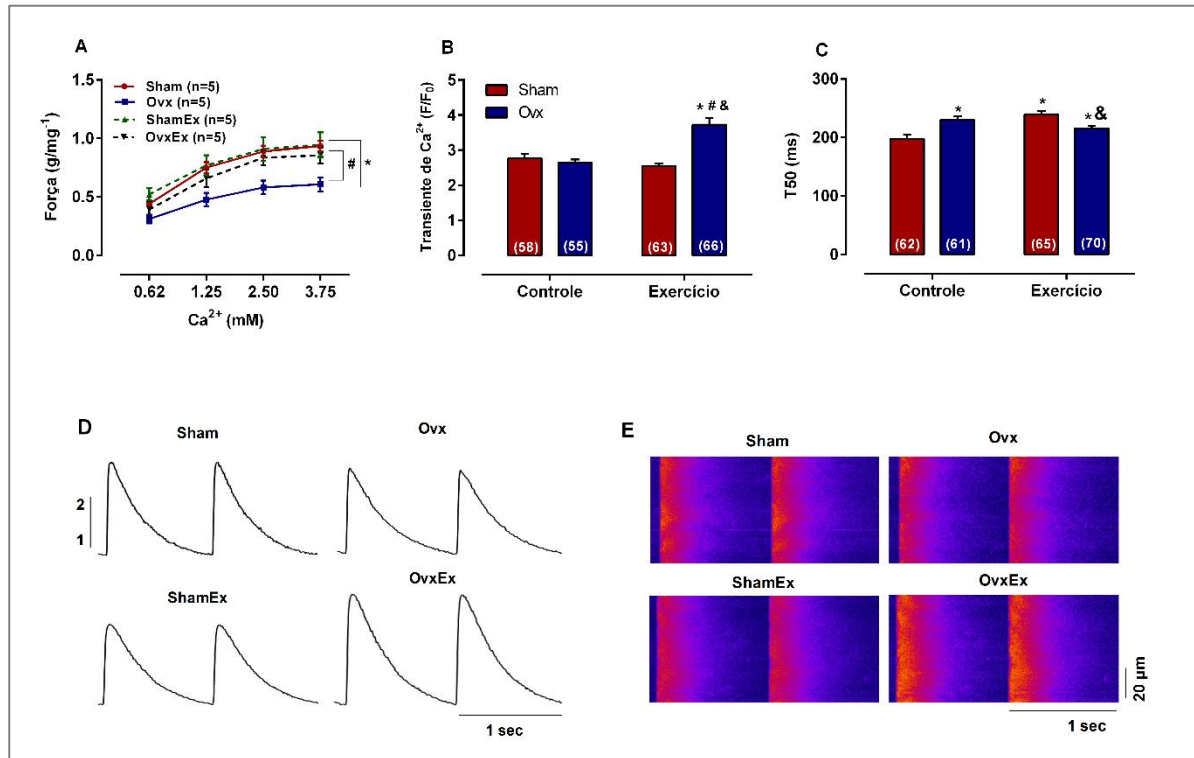 A
Sham (n=5)
Ovx (n=5)
ShamEx (n=5)
OvxEx (n=5)
Força (g/mg⁻¹)
1.5
1.0
0.5
0.0
# *
0.62 1.25 2.50 3.75
Ca²⁺ (mM)
B
Sham
Ovx
Transiente de Ca²⁺ (F/F₀)
5
4
3
2
1
0
* # &
(58) (55) (63) (66)
Controle Exercício
C
T50 (ms)
300
200
100
0
* * * &
(62) (61) (65) (70)
Controle Exercício
D
Sham Ovx
2
1
ShamEx OvxEx
1 sec
E
Sham Ovx
ShamEx OvxEx
20 µm
1 sec